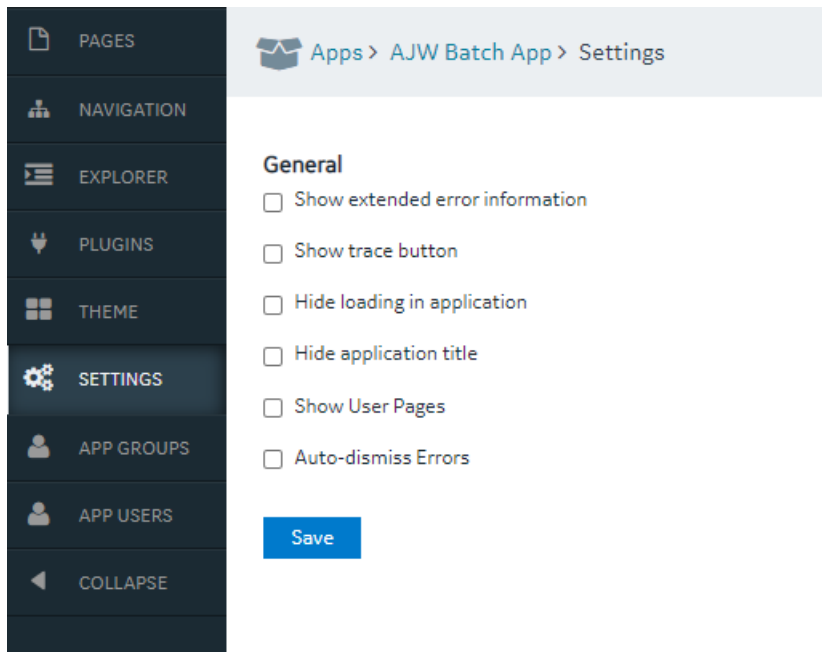 PAGES
NAVIGATION
EXPLORER
PLUGINS
THEME
SETTINGS
APP GROUPS
APP USERS
COLLAPSE
Apps > AJW Batch App > Settings
General
Show extended error information
Show trace button
Hide loading in application
Hide application title
Show User Pages
Auto-dismiss Errors
Save